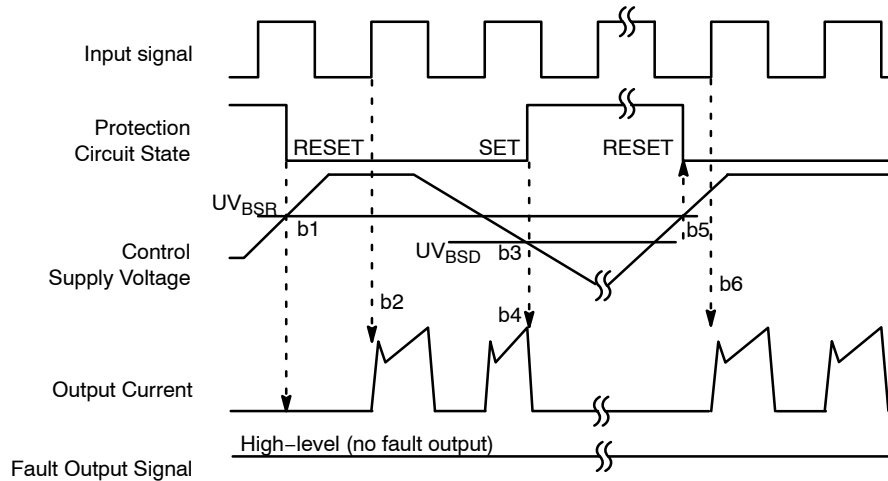 Input signal
Protection
Circuit State
RESET
SET
RESET
UVBSR
b1
UVBSD
b3
b5
Control
Supply Voltage
b2
b4
b6
Output Current
High−level (no fault output)
Fault Output Signal